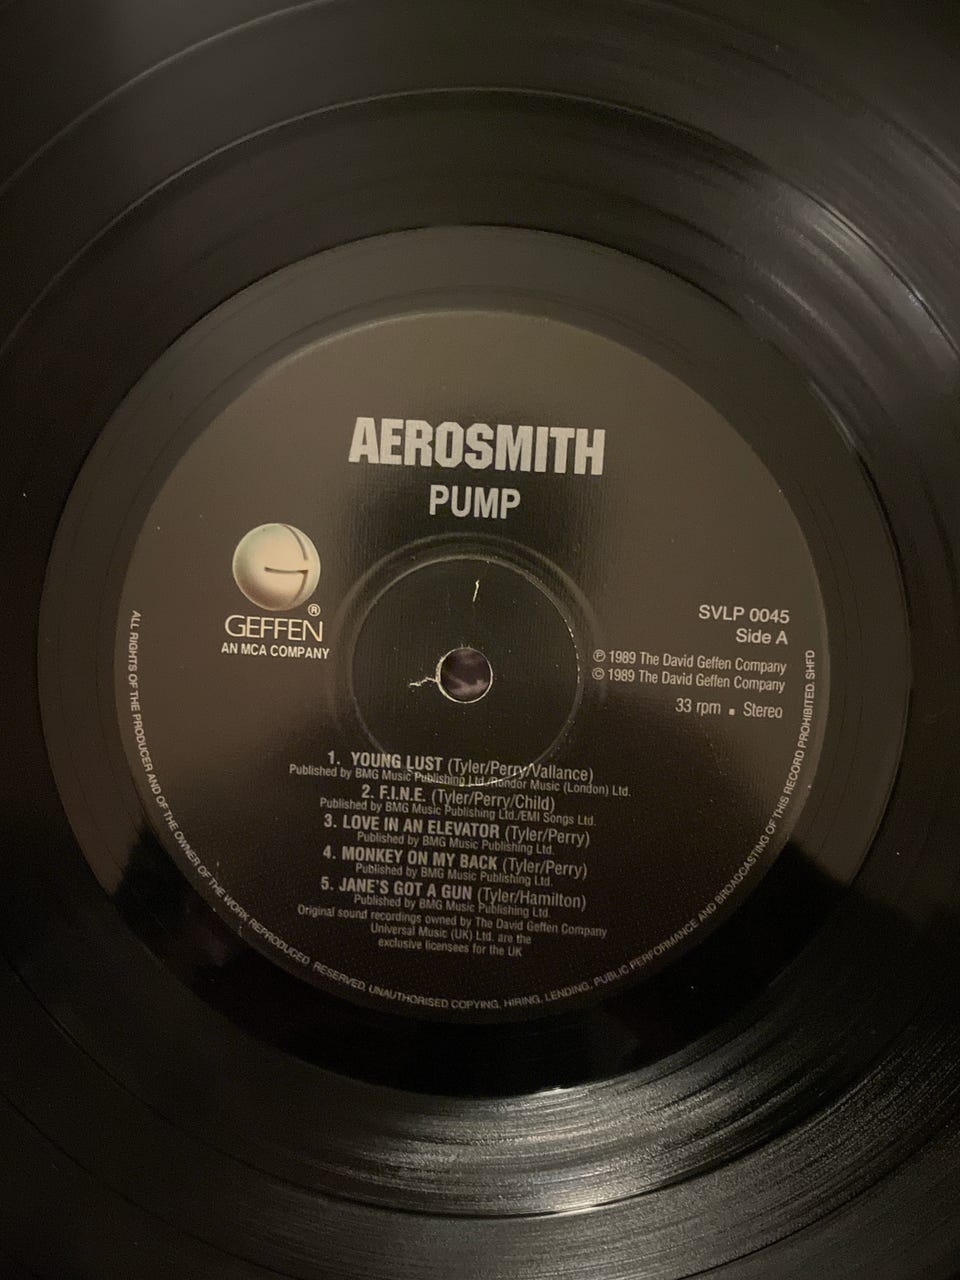 AEROSMITH
PUMP
GEFFEN®
AN MCA COMPANY
SVLP 0045
Side A
℗ 1989 The David Geffen Company
© 1989 The David Geffen Company
33 rpm ■ Stereo
1. YOUNG LUST (Tyler/Perry/Vallance)
Published by BMG Music Publishing Ltd./Rondor Music (London) Ltd.
2. F.I.N.E. (Tyler/Perry/Child)
Published by BMG Music Publishing Ltd./EMI Songs Ltd.
3. LOVE IN AN ELEVATOR (Tyler/Perry)
Published by BMG Music Publishing Ltd.
4. MONKEY ON MY BACK (Tyler/Perry)
Published by BMG Music Publishing Ltd.
5. JANE'S GOT A GUN (Tyler/Hamilton)
Published by BMG Music Publishing Ltd.
Original sound recordings owned by The David Geffen Company
Universal Music (UK) Ltd. are the
exclusive licensees for the UK
ALL RIGHTS OF THE PRODUCER AND OF THE OWNER OF THE WORK REPRODUCED RESERVED. UNAUTHORISED COPYING, HIRING, LENDING, PUBLIC PERFORMANCE AND BROADCASTING OF THIS RECORD PROHIBITED. SHFD